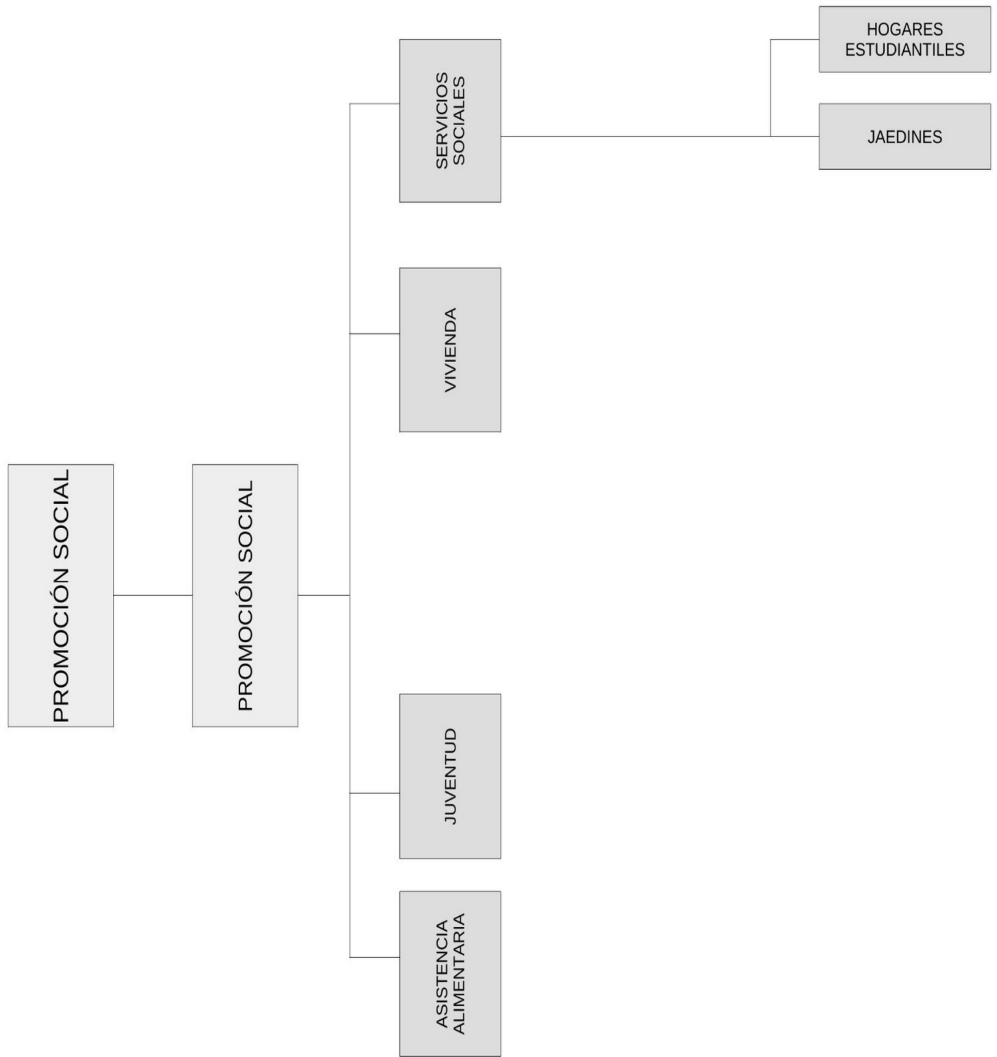 PROMOCIÓN SOCIAL
PROMOCIÓN SOCIAL
ASISTENCIA
ALIMENTARIA
JUVENTUD
VIVIENDA
SERVICIOS
SOCIALES
HOGARES
ESTUDIANTILES
JAEDINES